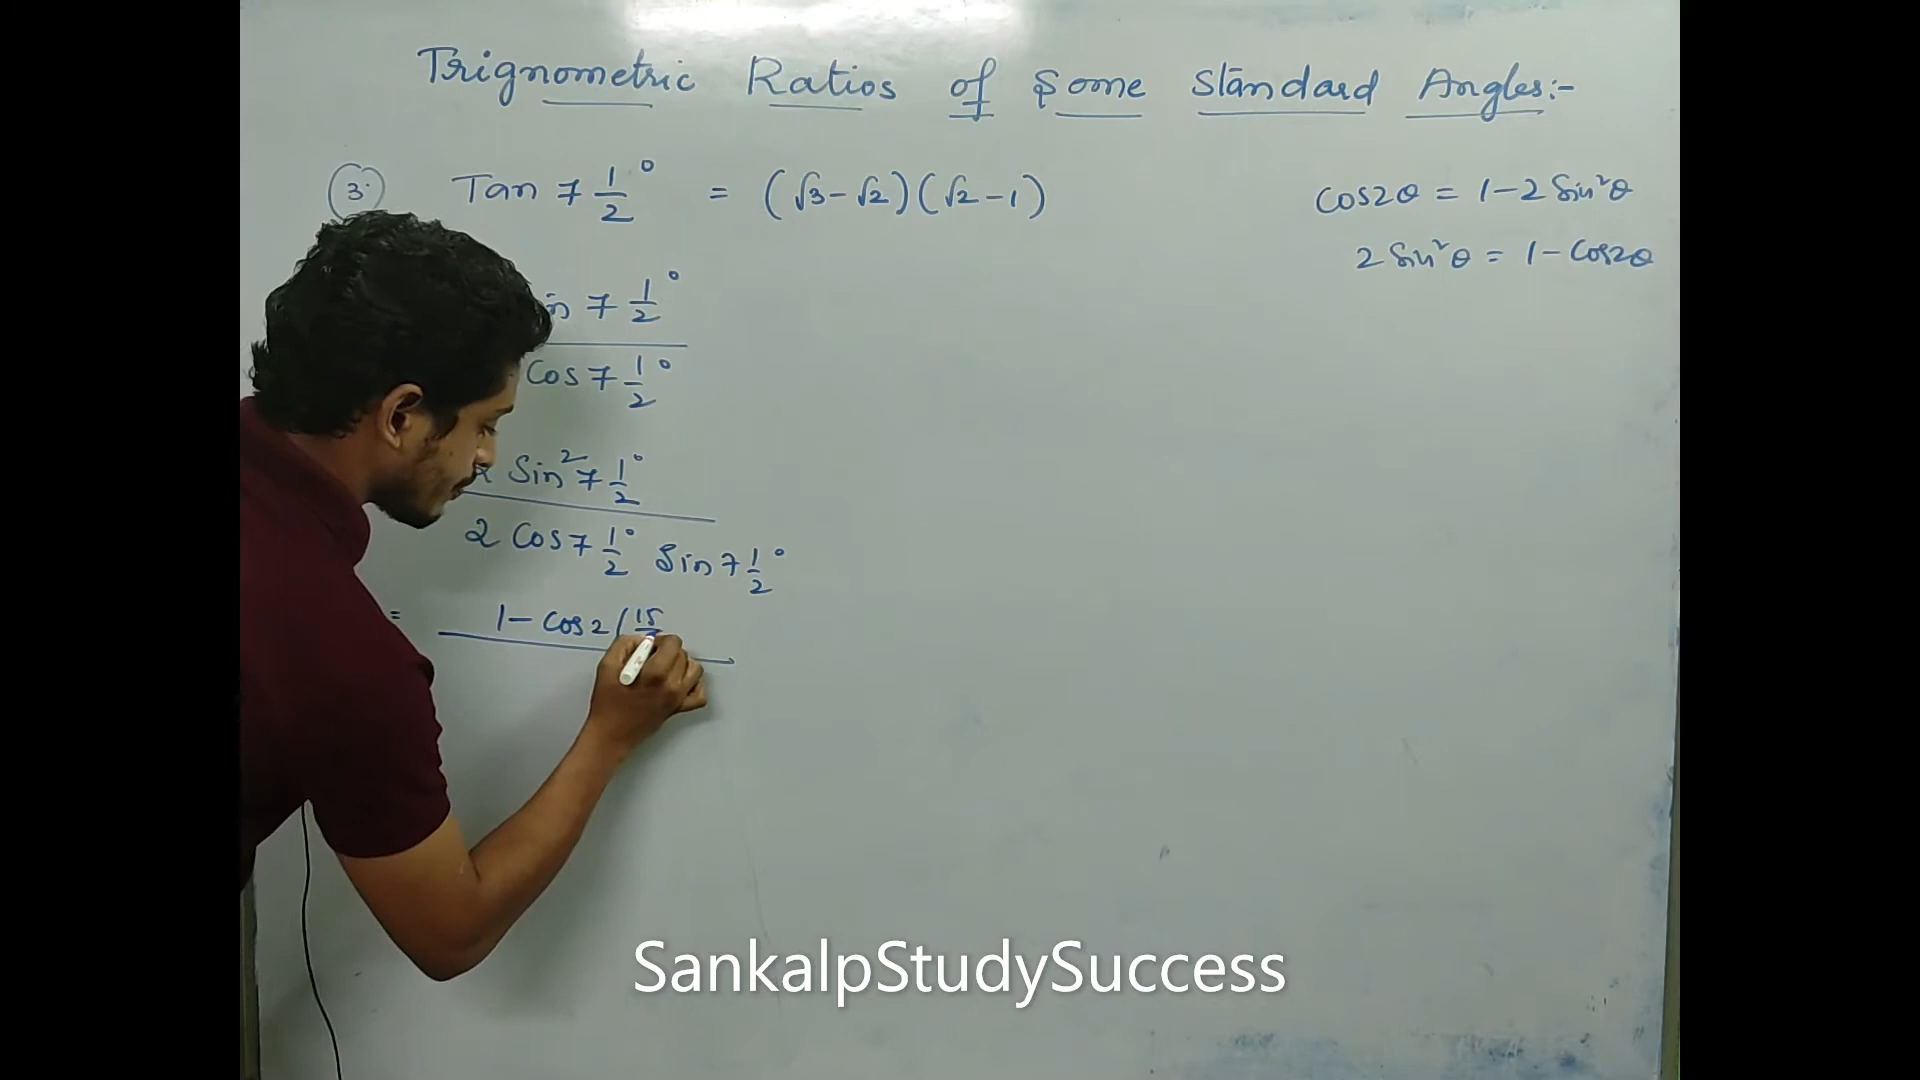 Trignometric Ratios of Some Standard Angles:-
3. Tan 7 1/2° = (√3-√2)(√2-1)
cos2θ = 1-2 Sin²θ
2 Sin²θ = 1- Cos2θ
7 1/2°
Cos 7 1/2°
Sin² 7 1/2°
2 Cos 7 1/2° Sin 7 1/2°
= 1- Cos 2 (15
SankalpStudySuccess